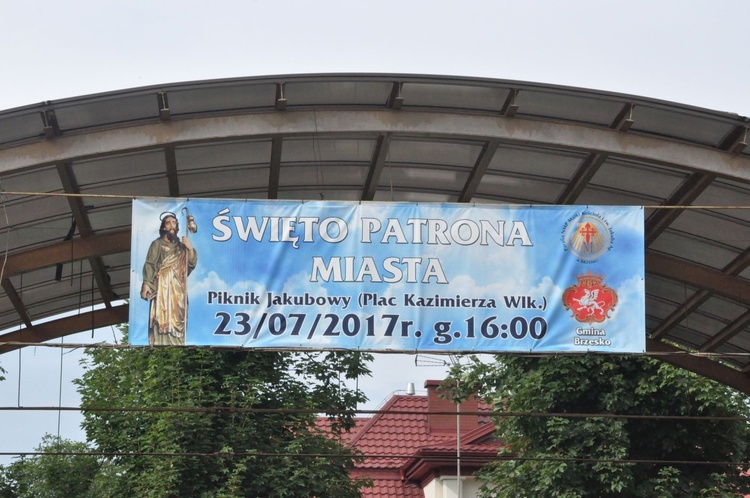 ŚWIĘTO PATRONA
MIASTA
Piknik Jakubowy (Plac Kazimierza Wlk.)
23/07/2017r. g.16:00
Gmina
Brzesko